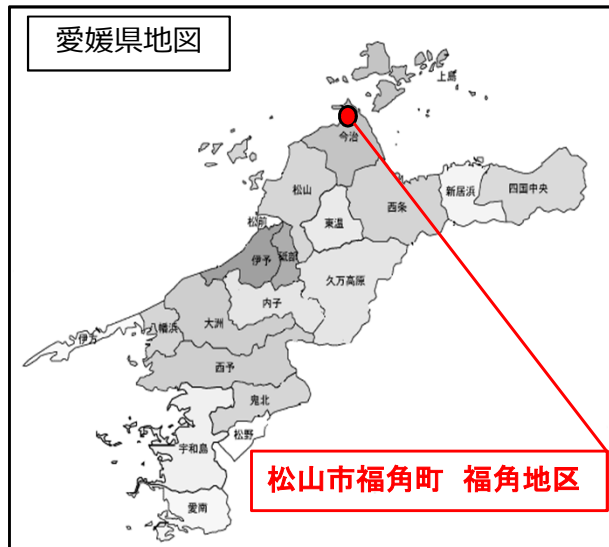 愛媛県地図
上島
今治
松山
新居浜
四国中央
西条
松前
東温
伊予
砥部
久万高原
内子
大洲
八幡浜
伊方
西予
鬼北
松野
宇和島
愛南
松山市福角町 福角地区